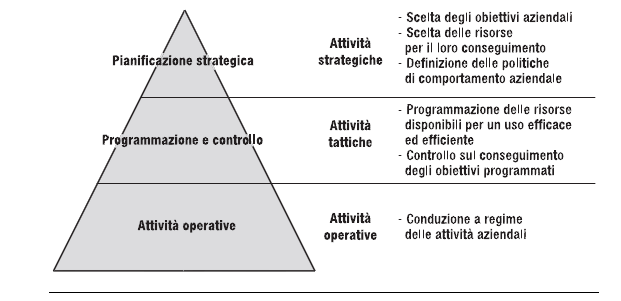 Pianificazione strategica
Attività
strategiche
- Scelta degli obiettivi aziendali
- Scelta delle risorse
per il loro conseguimento
- Definizione delle politiche
di comportamento aziendale
Programmazione e controllo
Attività
tattiche
- Programmazione delle risorse
disponibili per un uso efficace
ed efficiente
- Controllo sul conseguimento
degli obiettivi programmati
Attività operative
Attività
operative
- Conduzione a regime
delle attività aziendali